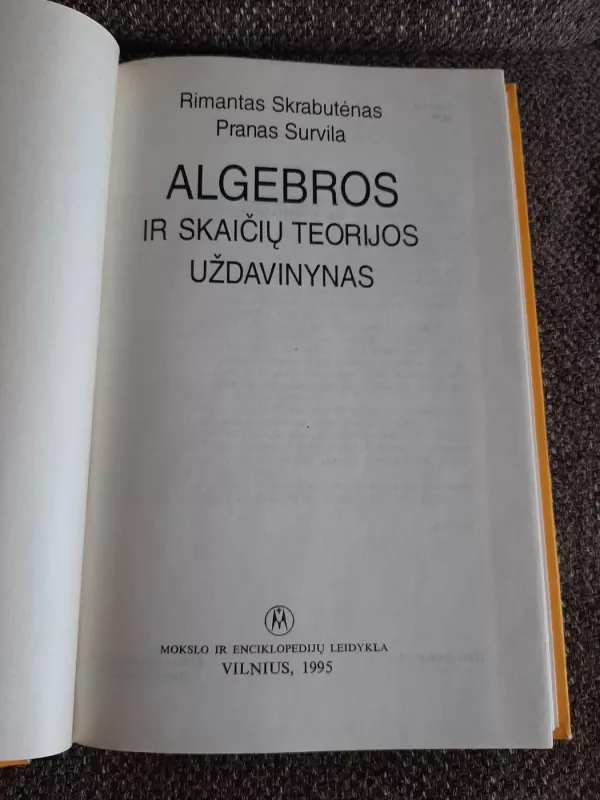 Rimantas Skrabutėnas
Pranas Survila
ALGEBROS
IR SKAIČIŲ TEORIJOS
UŽDAVINYNAS
MOKSLO IR ENCIKLOPEDIJŲ LEIDYKLA
VILNIUS, 1995